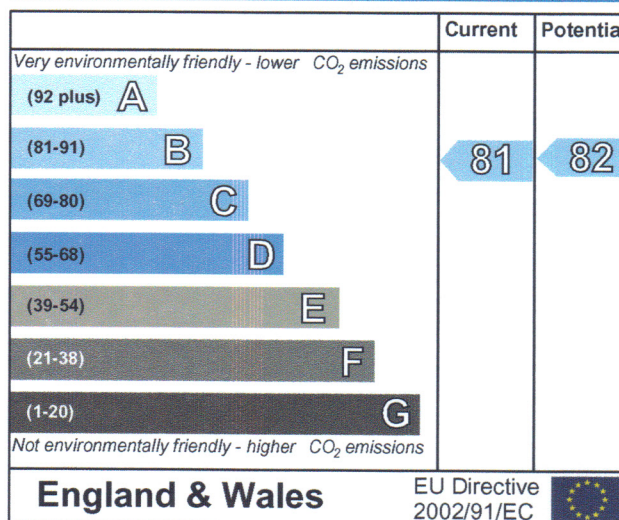 Current Potentia
Very environmentally friendly - lower CO₂ emissions
(92 plus) A
(81-91) B
81 82
(69-80) C
(55-68) D
(39-54) E
(21-38) F
(1-20) G
Not environmentally friendly - higher CO₂ emissions
England & Wales
EU Directive
2002/91/EC